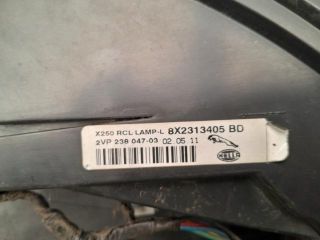 X250 RCL LAMP-L 8X2313405 BD
2VP 238 047-03 02 05 11
HELLA